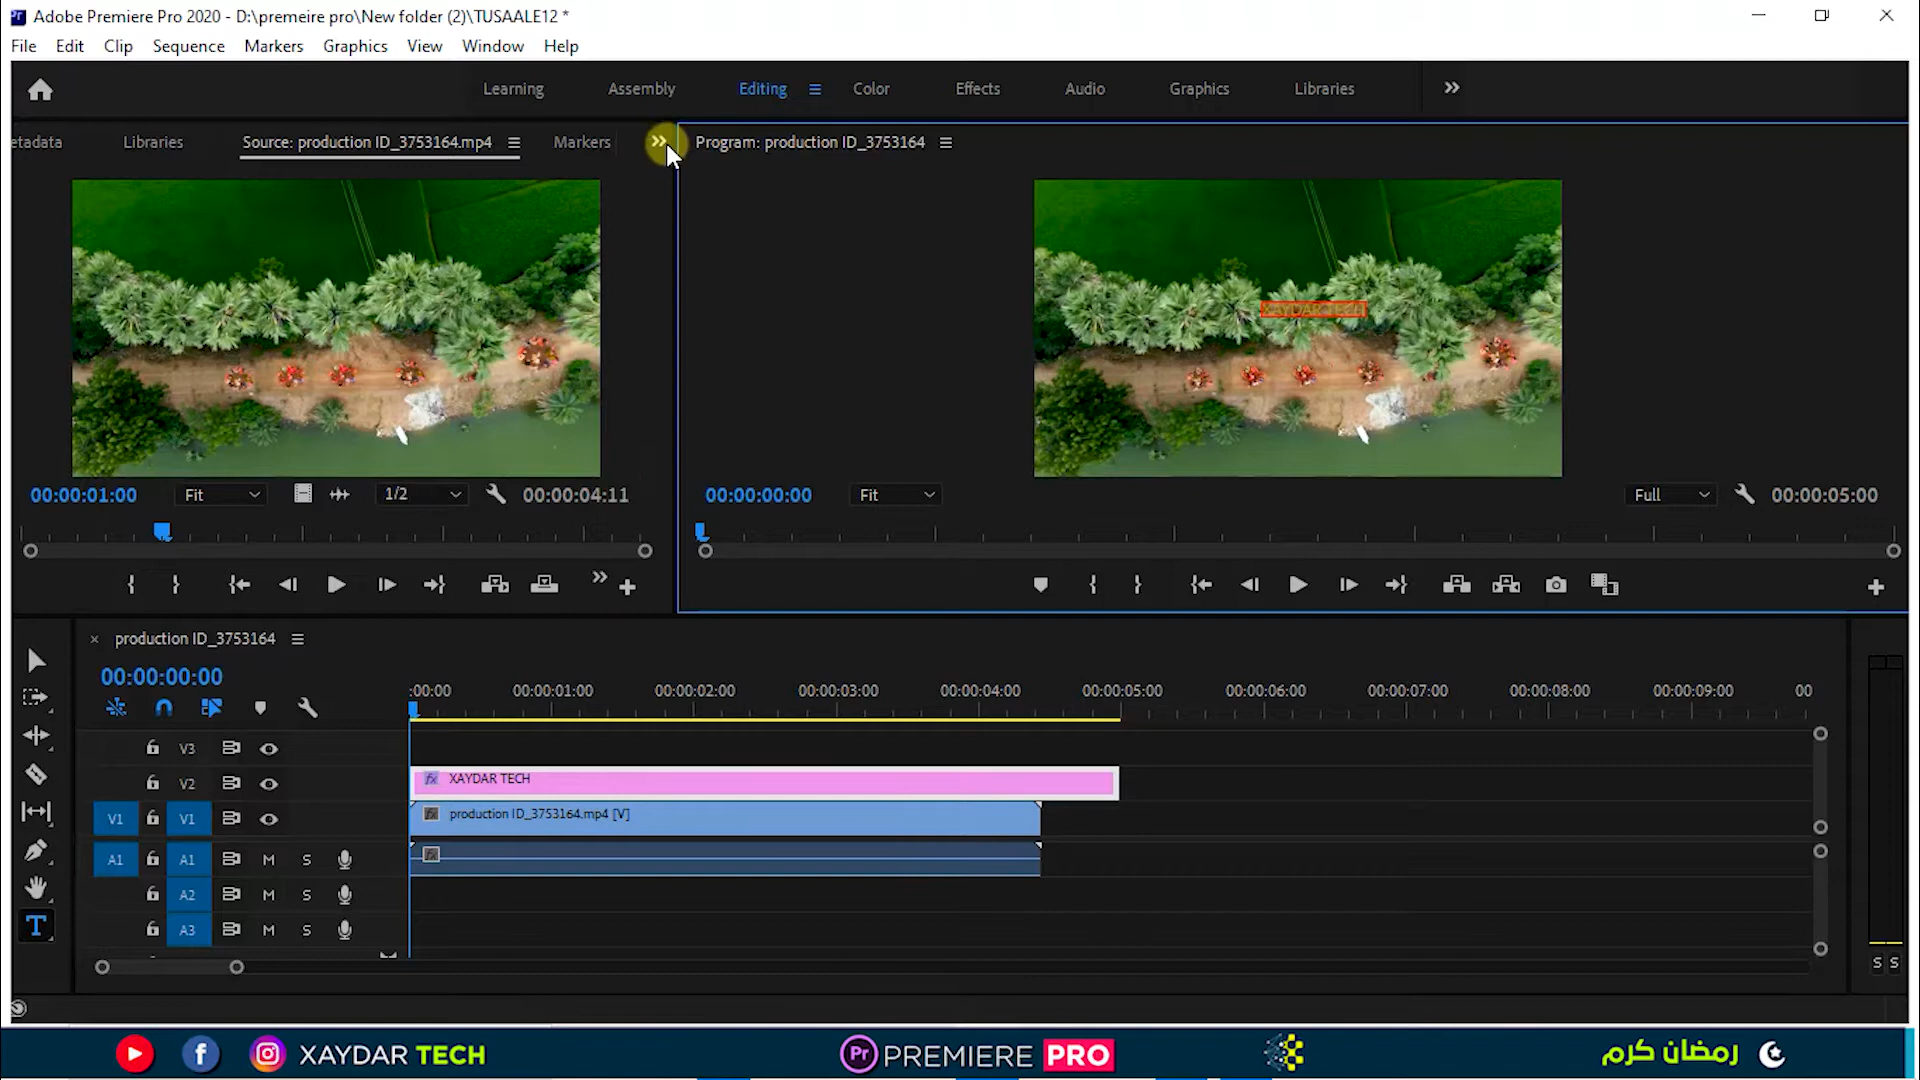 Adobe Premiere Pro 2020 - D:\premeire pro\New folder (2)\TUSAALE12 *
File Edit Clip Sequence Markers Graphics View Window Help
Learning Assembly Editing Color Effects Audio Graphics Libraries
etadata Libraries Source: production ID_3753164.mp4 Markers
Program: production ID_3753164
XAYDAR TECH
00:00:01:00 Fit 1/2 00:00:04:11
00:00:00:00 Fit Full 00:00:05:00
production ID_3753164
00:00:00:00
:00:00 00:00:01:00 00:00:02:00 00:00:03:00 00:00:04:00 00:00:05:00 00:00:06:00 00:00:07:00 00:00:08:00 00:00:09:00 00
V3
V2 fx XAYDAR TECH
V1 V1 fx production ID_3753164.mp4 [V]
A1 A1 M S fx
A2 M S
A3 M S
S S
XAYDAR TECH
Pr PREMIERE PRO
رمضان كرم